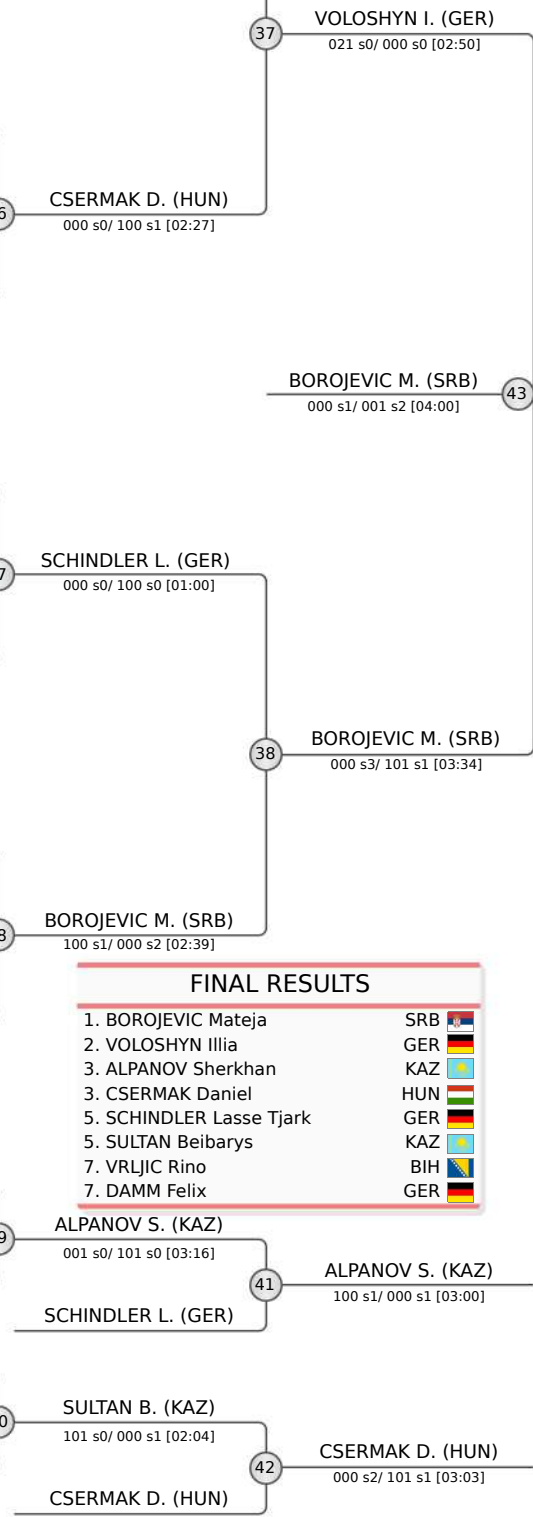 VOLOSHYN I. (GER)
37
021 s0/ 000 s0 [02:50]
CSERMAK D. (HUN)
6
000 s0/ 100 s1 [02:27]
BOROJEVIC M. (SRB)
43
000 s1/ 001 s2 [04:00]
SCHINDLER L. (GER)
7
000 s0/ 100 s0 [01:00]
BOROJEVIC M. (SRB)
38
000 s3/ 101 s1 [03:34]
BOROJEVIC M. (SRB)
8
100 s1/ 000 s2 [02:39]
FINAL RESULTS
1. BOROJEVIC Mateja SRB
2. VOLOSHYN Illia GER
3. ALPANOV Sherkhan KAZ
3. CSERMAK Daniel HUN
5. SCHINDLER Lasse Tjark GER
5. SULTAN Beibarys KAZ
7. VRLJIC Rino BIH
7. DAMM Felix GER
ALPANOV S. (KAZ)
9
001 s0/ 101 s0 [03:16]
ALPANOV S. (KAZ)
41
100 s1/ 000 s1 [03:00]
SCHINDLER L. (GER)
SULTAN B. (KAZ)
0
101 s0/ 000 s1 [02:04]
CSERMAK D. (HUN)
42
000 s2/ 101 s1 [03:03]
CSERMAK D. (HUN)